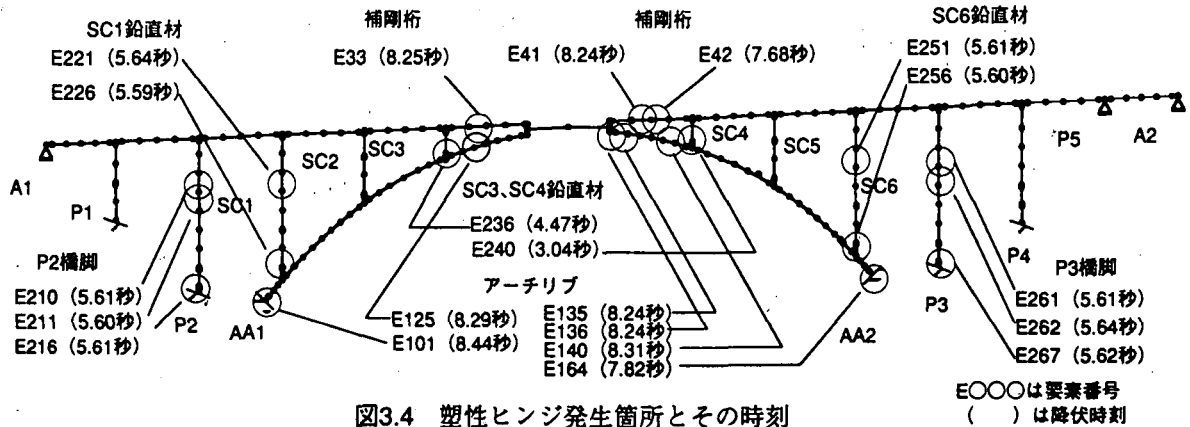 SC1鉛直材
E221（5.64秒）
E226（5.59秒）
補剛桁
E33（8.25秒）
補剛桁
E41（8.24秒）
E42（7.68秒）
SC6鉛直材
E251（5.61秒）
E256（5.60秒）
A1
P1
SC1
SC2
SC3
SC4
SC5
SC6
P5
A2
P4
P2橋脚
E210（5.61秒）
E211（5.60秒）
E216（5.61秒）
P2
AA1
SC3、SC4鉛直材
E236（4.47秒）
E240（3.04秒）
アーチリブ
E125（8.29秒）
E101（8.44秒）
E135（8.24秒）
E136（8.24秒）
E140（8.31秒）
E164（7.82秒）
AA2
P3
P3橋脚
E261（5.61秒）
E262（5.64秒）
E267（5.62秒）
E○○○は要素番号
（　　）は降伏時刻
図3.4　塑性ヒンジ発生箇所とその時刻